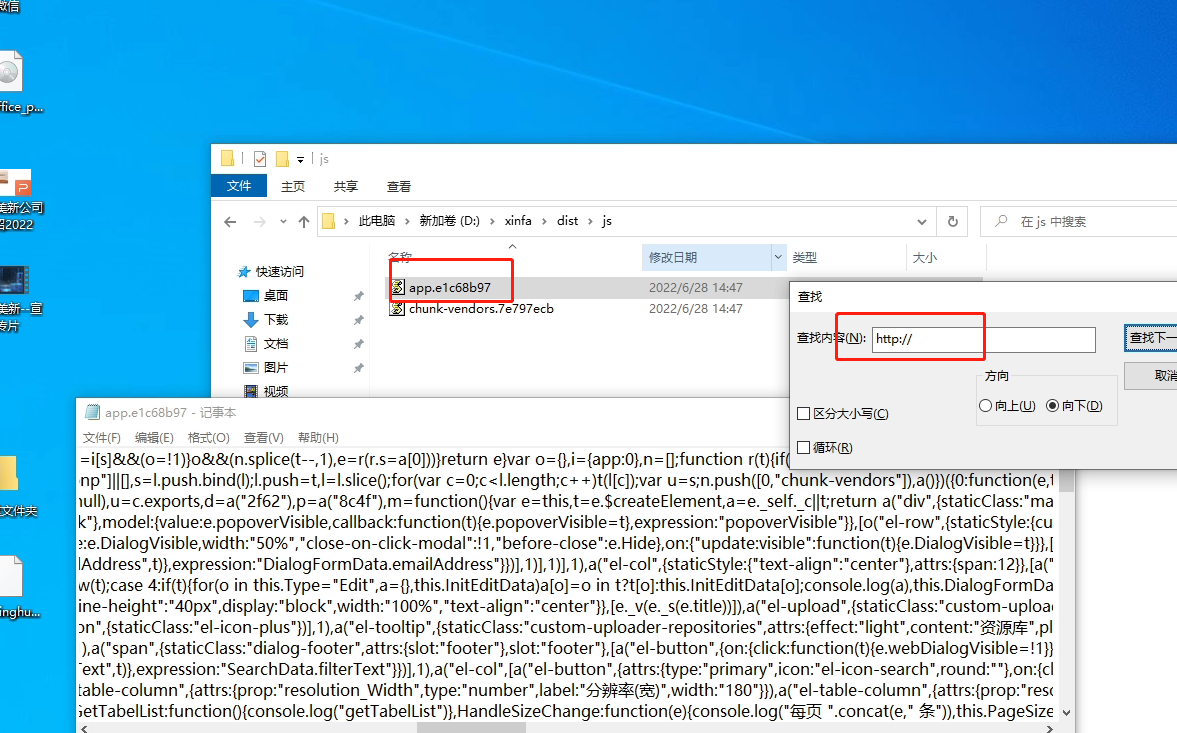 微信
ffice_p...
美新公司
绍2022
美新--宣
传片
文件夹
inghu...
js
文件
主页
共享
查看
此电脑
新加卷 (D:)
xinfa
dist
js
在 js 中搜索
名称
修改日期
类型
大小
快速访问
桌面
下载
文档
图片
视频
app.e1c68b97
2022/6/28 14:47
chunk-vendors.7e797ecb
2022/6/28 14:47
查找
查找内容(N):
http://
查找下一
取消
方向
向上(U)
向下(D)
区分大小写(C)
循环(R)
app.e1c68b97 - 记事本
文件(F)
编辑(E)
格式(O)
查看(V)
帮助(H)
=i[s]&&(o=!1)}o&&(n.splice(t--,1),e=r(r.s=a[0]))}return e}var o={},i={app:0},n=[];function r(t){if(
np"]||[],s=l.push.bind(l);l.push=t,l=l.slice();for(var c=0;c<l.length;c++)t(l[c]);var u=s;n.push([0,"chunk-vendors"]),a()})({0:function(e,t
null),u=c.exports,d=a("2f62"),p=a("8c4f"),m=function(){var e=this,t=e.$createElement,a=e._self._c||t;return a("div",{staticClass:"ma
k"},model:{value:e.popoverVisible,callback:function(t){e.popoverVisible=t},expression:"popoverVisible"}},[o("el-row",{staticStyle:{cu
:e.DialogVisible,width:"50%","close-on-click-modal":!1,"before-close":e.Hide},on:{"update:visible":function(t){e.DialogVisible=t}}},[
lAddress",t)},expression:"DialogFormData.emailAddress"}})],1)],1)],1),a("el-col",{staticStyle:{"text-align":"center"},attrs:{span:12}},[a("
w(t);case 4:if(t){for(o in this.Type="Edit",a={},this.InitEditData)a[o]=o in t?t[o]:this.InitEditData[o];console.log(a),this.DialogForm
ine-height":"40px",display:"block",width:"100%","text-align":"center"}},[e._v(e._s(e.title))]),a("el-upload",{staticClass:"custom-uploa
on",{staticClass:"el-icon-plus"})],1),a("el-tooltip",{staticClass:"custom-uploader-repositories",attrs:{effect:"light",content:"资源库",pl
),a("span",{staticClass:"dialog-footer",attrs:{slot:"footer"},slot:"footer"},[a("el-button",{on:{click:function(t){e.webDialogVisible=!1}}
Text",t)},expression:"SearchData.filterText"}})],1),a("el-col",[a("el-button",{attrs:{type:"primary",icon:"el-icon-search",round:""},on:{cl
table-column",{attrs:{prop:"resolution_Width",type:"number",label:"分辨率(宽)",width:"180"}}),a("el-table-column",{attrs:{prop:"reso
GetTabelList:function(){console.log("getTabelList")},HandleSizeChange:function(e){console.log("每页 ".concat(e," 条")),this.PageSize